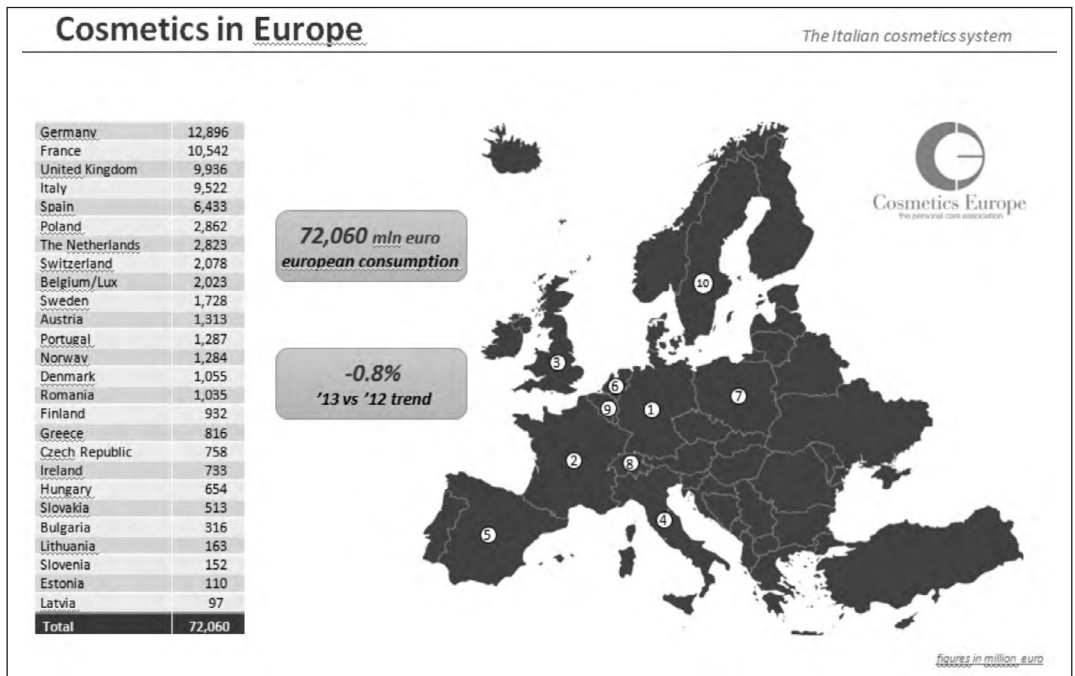 Cosmetics in Europe
The Italian cosmetics system
Germany 12,896
France 10,542
United Kingdom 9,936
Italy 9,522
Spain 6,433
Poland 2,862
The Netherlands 2,823
Switzerland 2,078
Belgium/Lux 2,023
Sweden 1,728
Austria 1,313
Portugal 1,287
Norway 1,284
Denmark 1,055
Romania 1,035
Finland 932
Greece 816
Czech Republic 758
Ireland 733
Hungary 654
Slovakia 513
Bulgaria 316
Lithuania 163
Slovenia 152
Estonia 110
Latvia 97
Total 72,060
72,060 mln euro
european consumption
-0.8%
'13 vs '12 trend
Cosmetics Europe
the personal care association
10
3
6
7
9
1
2
8
4
5
figures in million euro